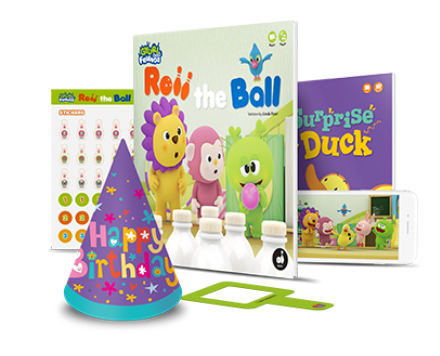 Roll the Ball
STICKERS
Roll
the Ball
Surprise
Duck
Happy
Birthday